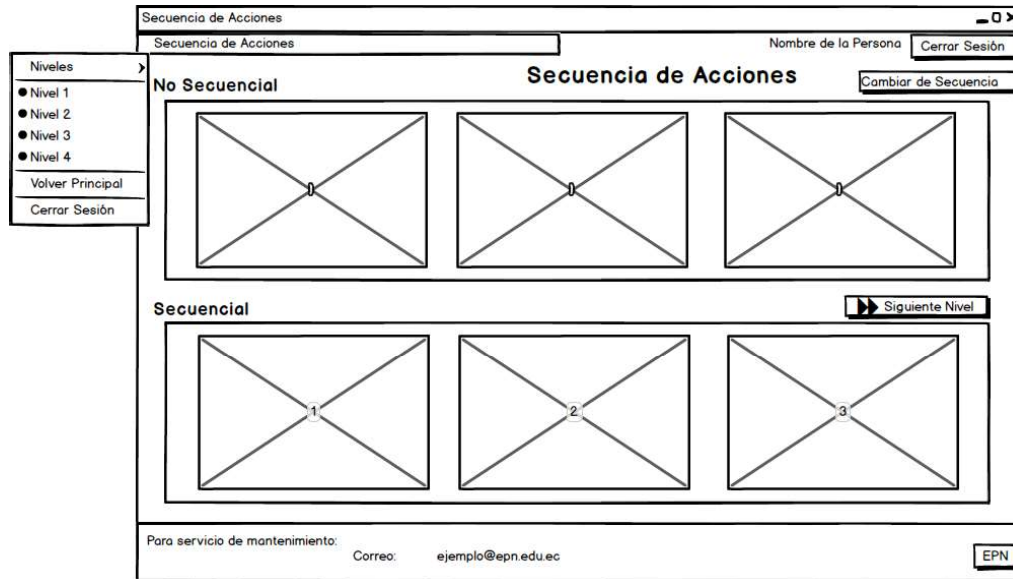 Secuencia de Acciones
Secuencia de Acciones
Nombre de la Persona
Cerrar Sesión
Niveles
Nivel 1
Nivel 2
Nivel 3
Nivel 4
Volver Principal
Cerrar Sesión
Secuencia de Acciones
Cambiar de Secuencia
No Secuencial
Secuencial
Siguiente Nivel
1
2
3
Para servicio de mantenimiento:
Correo: ejemplo@epn.edu.ec
EPN